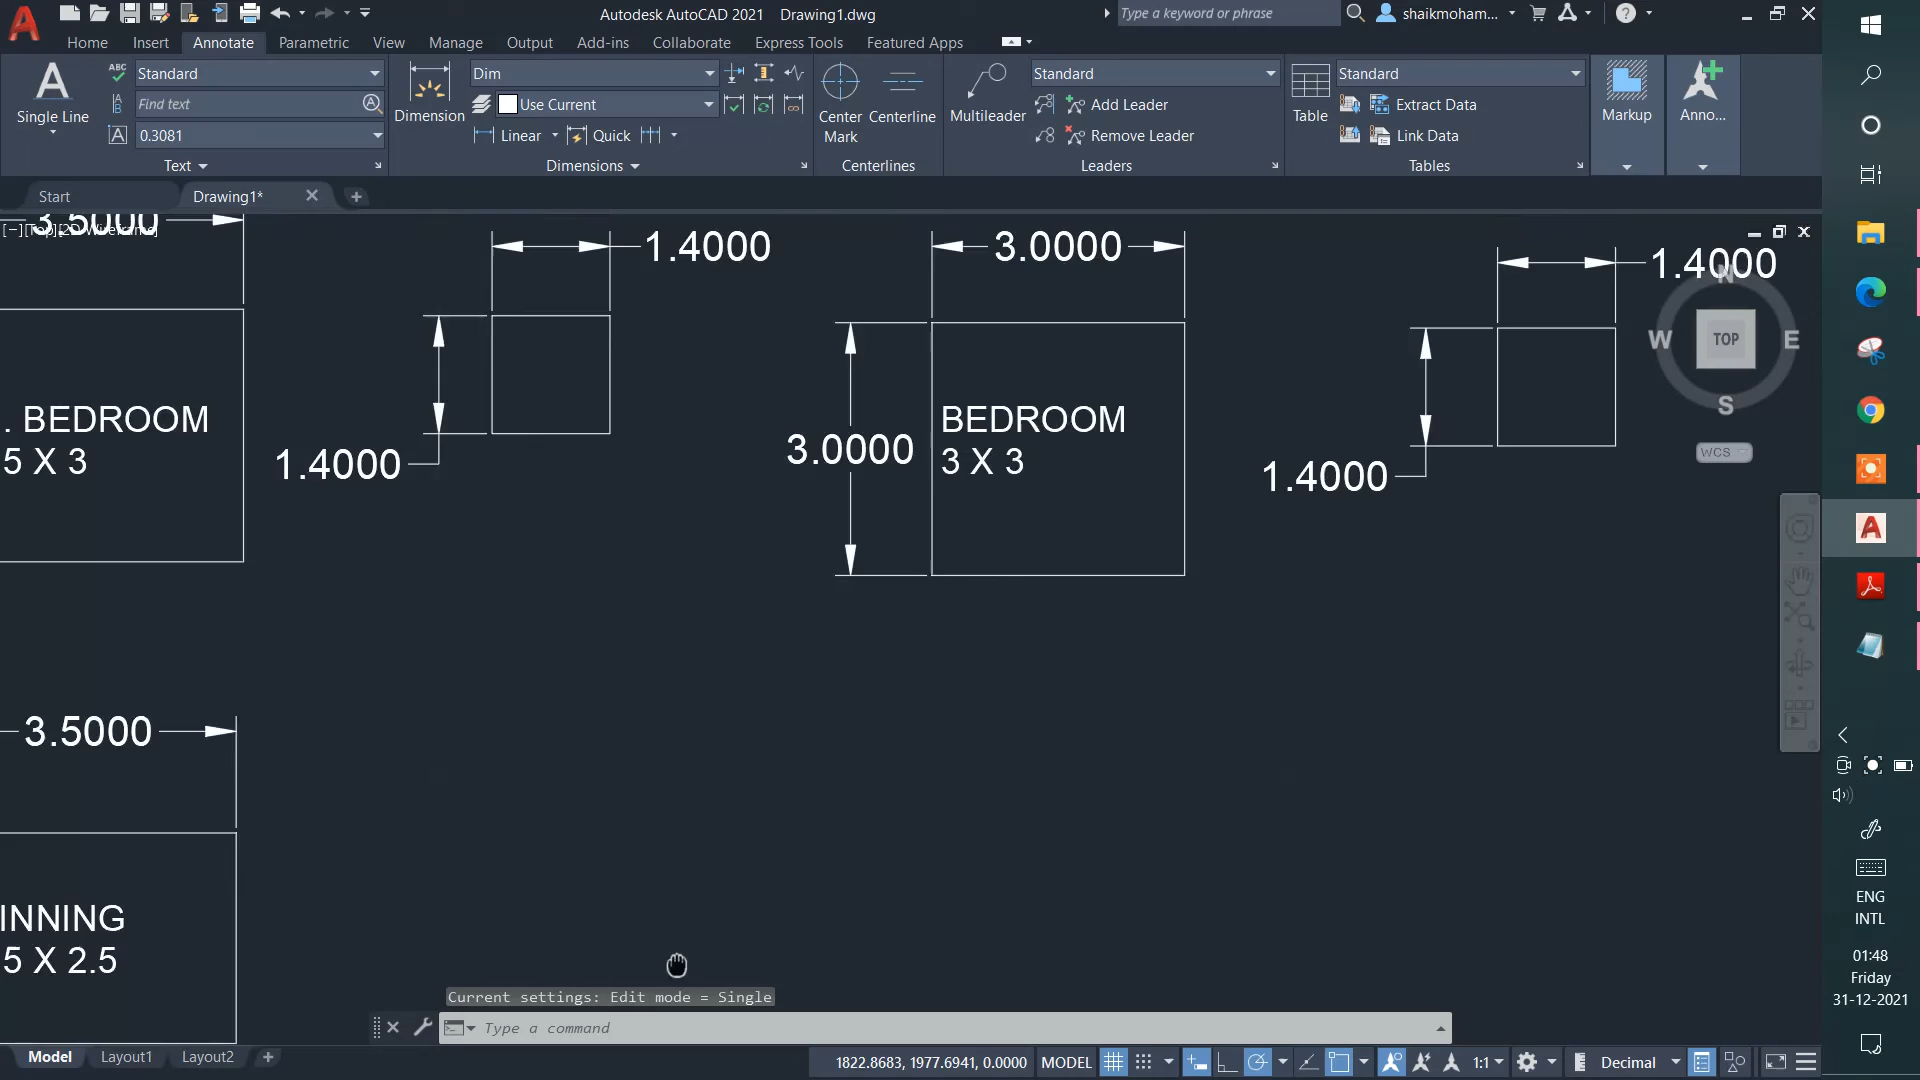 Autodesk AutoCAD 2021 Drawing1.dwg
Type a keyword or phrase
shaikmoham...
Home Insert Annotate Parametric View Manage Output Add-ins Collaborate Express Tools Featured Apps
Single Line
ABC
Standard
Find text
0.3081
Text
Dimension
Dim
Use Current
Linear
Quick
Dimensions
Center Mark
Centerline
Centerlines
Multileader
Standard
Add Leader
Remove Leader
Leaders
Table
Standard
Extract Data
Link Data
Tables
Markup
Anno...
Start
Drawing1*
[−][Top][2D Wireframe]
3.5000
1.4000
3.0000
1.4000
N
W TOP E
S
WCS
. BEDROOM
5 X 3
1.4000
3.0000
BEDROOM
3 X 3
1.4000
3.5000
INNING
5 X 2.5
Current settings: Edit mode = Single
Type a command
Model Layout1 Layout2
1822.8683, 1977.6941, 0.0000 MODEL
1:1
Decimal
ENG
INTL
01:48
Friday
31-12-2021